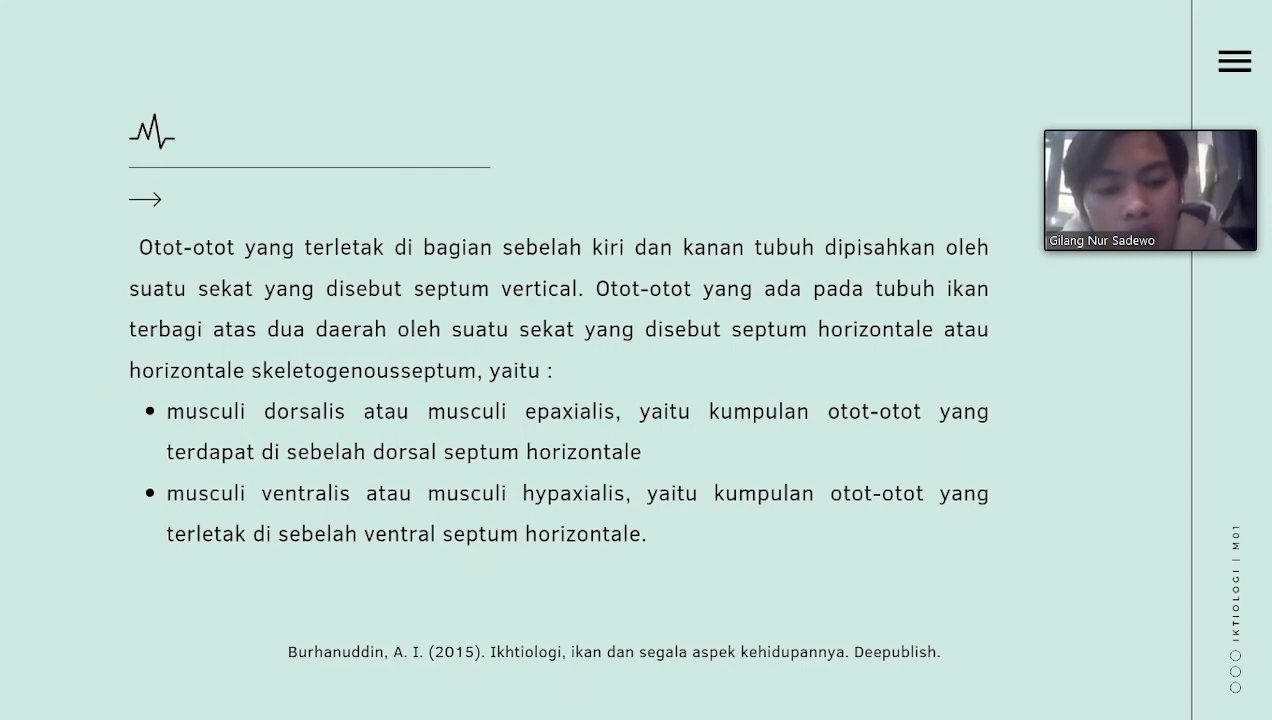 Otot-otot yang terletak di bagian sebelah kiri dan kanan tubuh dipisahkan oleh
suatu sekat yang disebut septum vertical. Otot-otot yang ada pada tubuh ikan
terbagi atas dua daerah oleh suatu sekat yang disebut septum horizontale atau
horizontale skeletogenousseptum, yaitu :
• musculi dorsalis atau musculi epaxialis, yaitu kumpulan otot-otot yang
terdapat di sebelah dorsal septum horizontale
• musculi ventralis atau musculi hypaxialis, yaitu kumpulan otot-otot yang
terletak di sebelah ventral septum horizontale.
Burhanuddin, A. I. (2015). Ikhtiologi, ikan dan segala aspek kehidupannya. Deepublish.
Gilang Nur Sadewo
IKTIOLOGI | M01